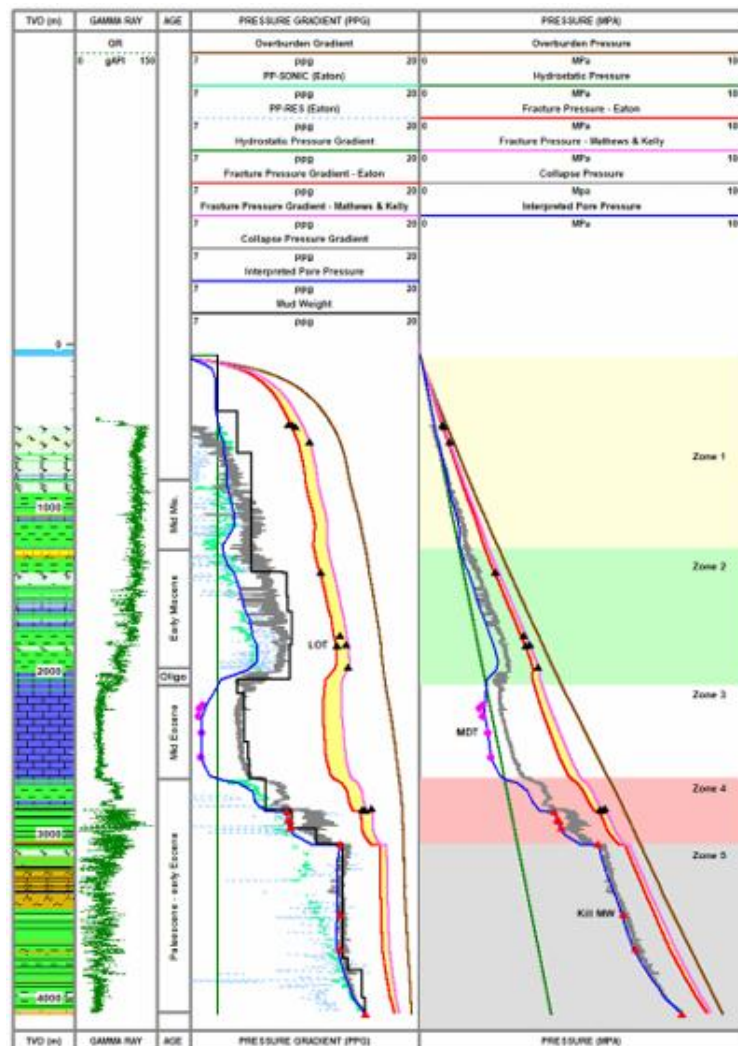 TVD (m) GAMMA RAY AGE PRESSURE GRADIENT (PPG) PRESSURE (MPA)
GR
0 gAPI 150
Overburden Gradient
7 ppg 20
PP-SONIC (Eaton)
7 ppg 20
PP-RES (Eaton)
7 ppg 20
Hydrostatic Pressure Gradient
7 ppg 20
Fracture Pressure Gradient - Eaton
7 ppg 20
Fracture Pressure Gradient - Mathews & Kelly
7 ppg 20
Collapse Pressure Gradient
7 ppg 20
Interpreted Pore Pressure
7 ppg 20
Mud Weight
7 ppg 20
Overburden Pressure
0 MPa 10
Hydrostatic Pressure
0 MPa 10
Fracture Pressure - Eaton
0 MPa 10
Fracture Pressure - Mathews & Kelly
0 MPa 10
Collapse Pressure
0 Mpa 10
Interpreted Pore Pressure
0 MPa 10
0
1000
2000
3000
4000
Mid Mio.
Early Miocene
Oligo
Mid Eocene
Paleocene - early Eocene
LOT
MDT
Kill MW
Zone 1
Zone 2
Zone 3
Zone 4
Zone 5
TVD (m) GAMMA RAY AGE PRESSURE GRADIENT (PPG) PRESSURE (MPA)